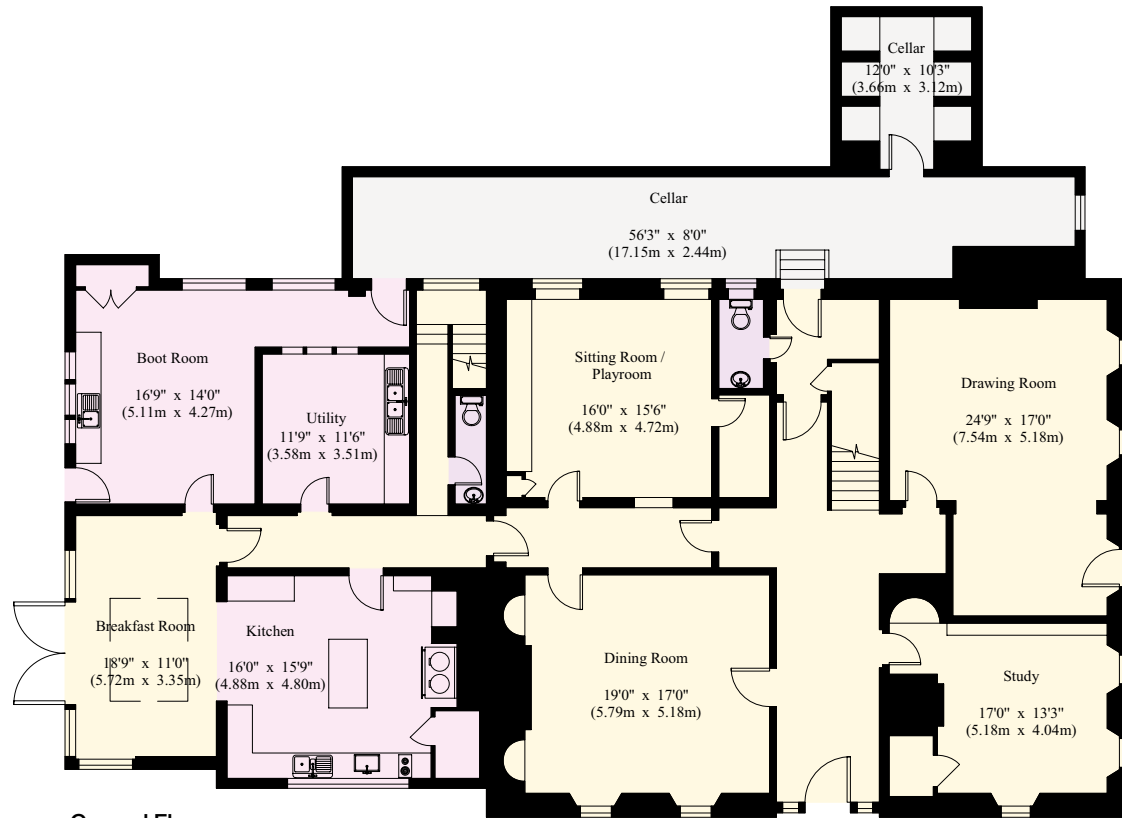 Cellar
12'0" x 10'3"
(3.66m x 3.12m)
Cellar
56'3" x 8'0"
(17.15m x 2.44m)
Boot Room
16'9" x 14'0"
(5.11m x 4.27m)
Utility
11'9" x 11'6"
(3.58m x 3.51m)
Sitting Room /
Playroom
16'0" x 15'6"
(4.88m x 4.72m)
Drawing Room
24'9" x 17'0"
(7.54m x 5.18m)
Breakfast Room
18'9" x 11'0"
(5.72m x 3.35m)
Kitchen
16'0" x 15'9"
(4.88m x 4.80m)
Dining Room
19'0" x 17'0"
(5.79m x 5.18m)
Study
17'0" x 13'3"
(5.18m x 4.04m)